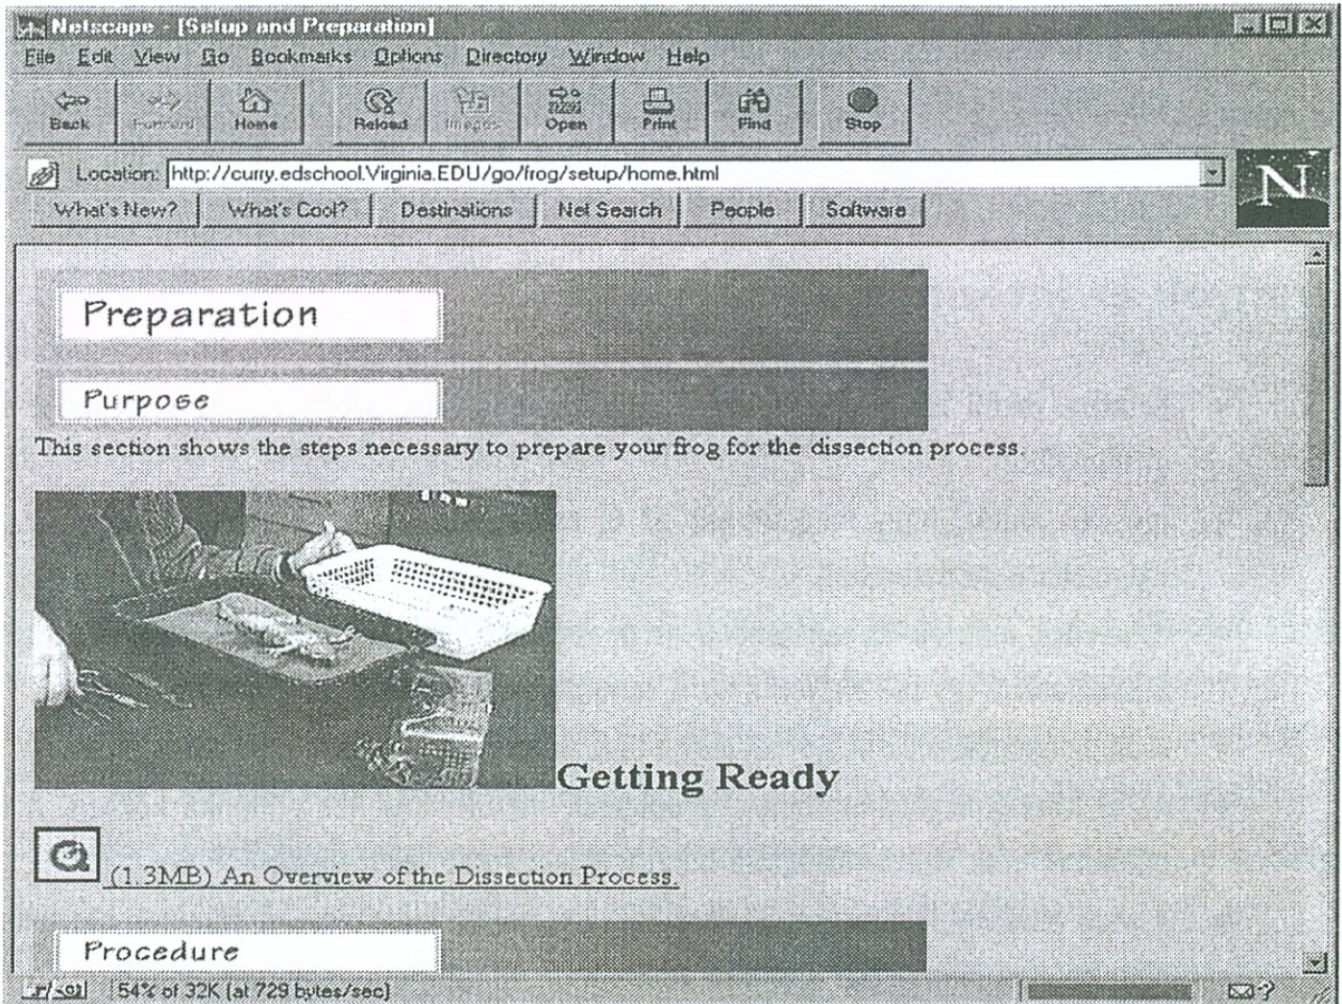 Netscape - [Setup and Preparation]
File Edit View Go Bookmarks Options Directory Window Help
Back Forward Home Reload Images Open Print Find Stop
Location: http://curry.edschool.Virginia.EDU/go/frog/setup/home.html
N
What's New? What's Cool? Destinations Net Search People Software
Preparation
Purpose
This section shows the steps necessary to prepare your frog for the dissection process.
Getting Ready
(1.3MB) An Overview of the Dissection Process.
Procedure
54% of 32K (at 729 bytes/sec)
?